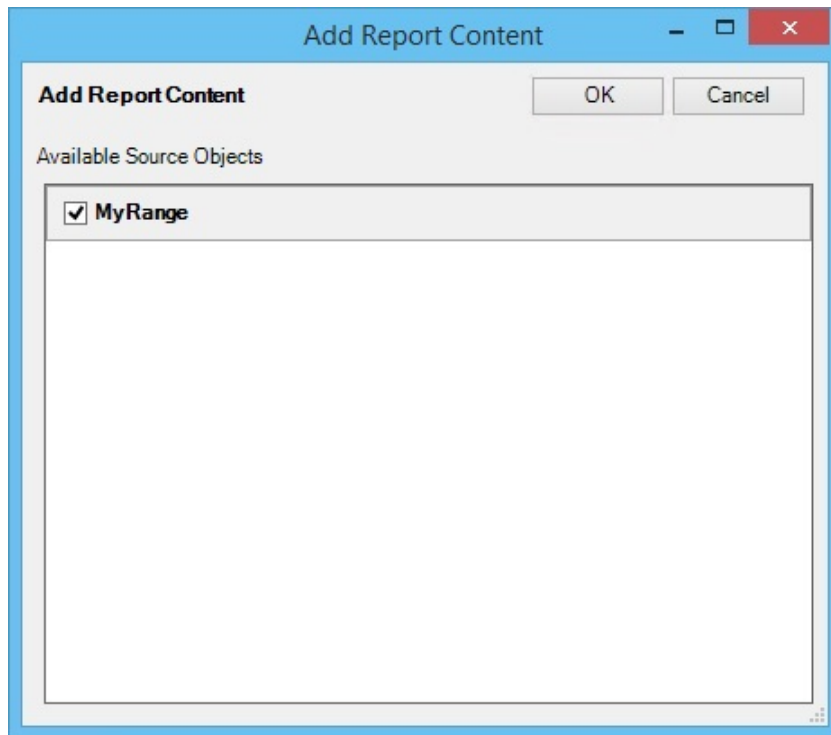 Add Report Content
Add Report Content
OK
Cancel
Available Source Objects
MyRange